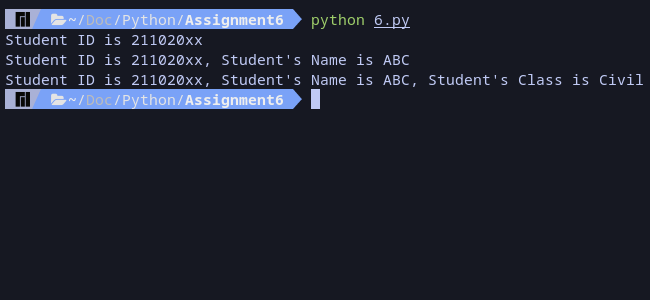 ~/Doc/Python/Assignment6 python 6.py
Student ID is 211020xx
Student ID is 211020xx, Student's Name is ABC
Student ID is 211020xx, Student's Name is ABC, Student's Class is Civil
~/Doc/Python/Assignment6